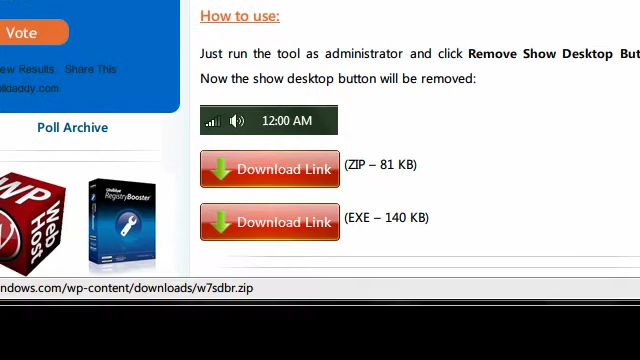 How to use:
Vote
Just run the tool as administrator and click Remove Show Desktop But
ew Results Share This
Now the show desktop button will be removed:
lldaddy.com
12:00 AM
Poll Archive
Download Link (ZIP – 81 KB)
WP
Web
Host
RegistryBooster
Download Link (EXE – 140 KB)
ndows.com/wp-content/downloads/w7sdbr.zip